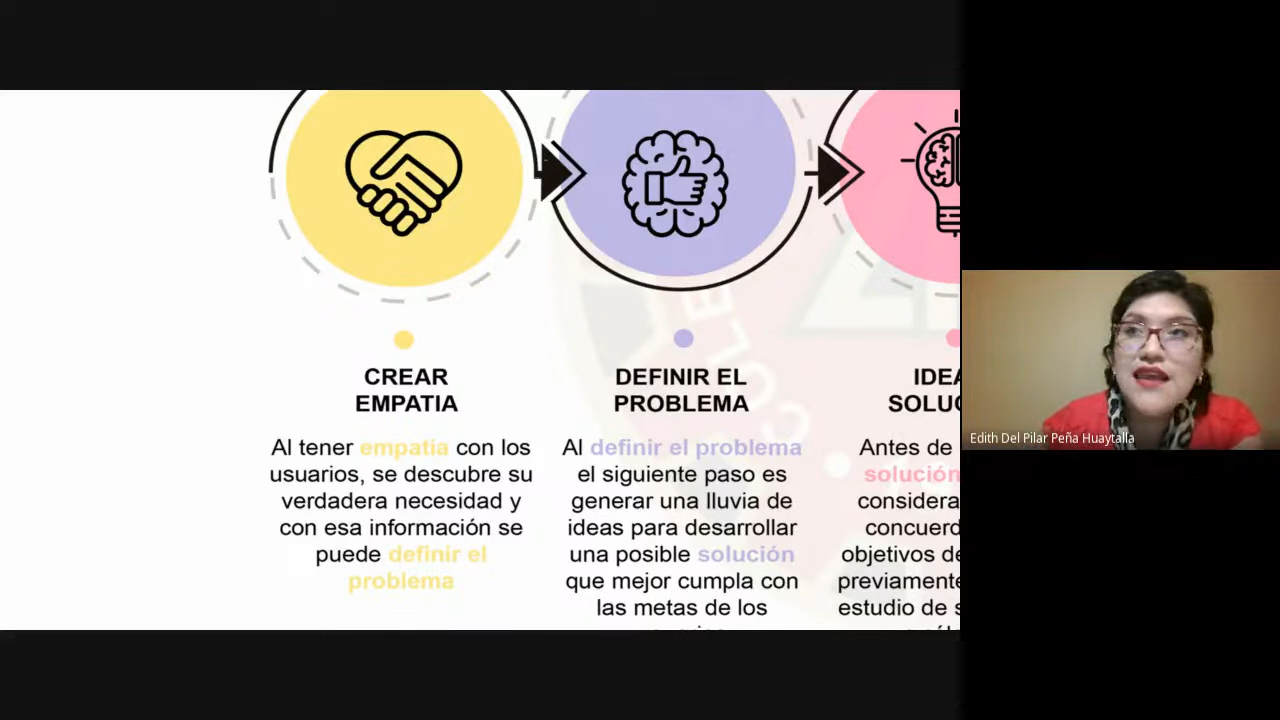 CREAR
EMPATIA
Al tener empatía con los
usuarios, se descubre su
verdadera necesidad y
con esa información se
puede definir el
problema
DEFINIR EL
PROBLEMA
Al definir el problema
el siguiente paso es
generar una lluvia de
ideas para desarrollar
una posible solución
que mejor cumpla con
las metas de los
Antes de
solución
considera
concuerd
objetivos de
previamente
estudio de s
Edith Del Pilar Peña Huaytalla